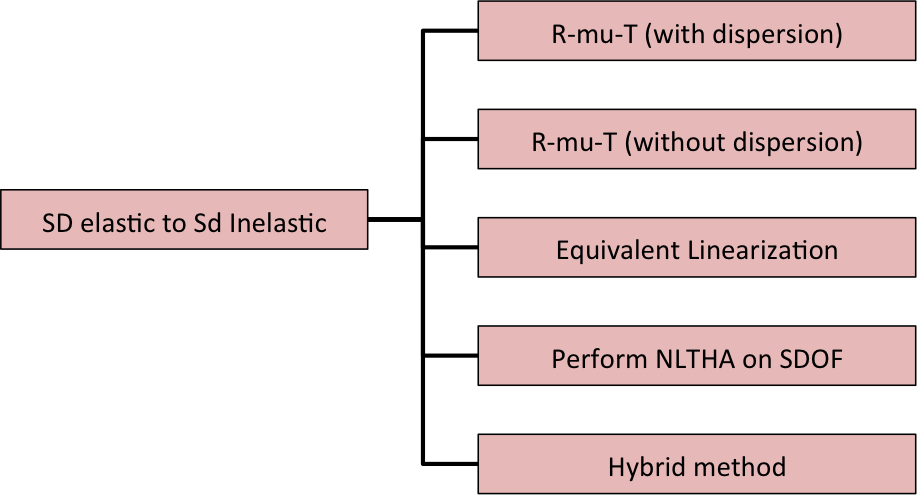 R-mu-T (with dispersion)
R-mu-T (without dispersion)
SD elastic to Sd Inelastic
Equivalent Linearization
Perform NLTHA on SDOF
Hybrid method